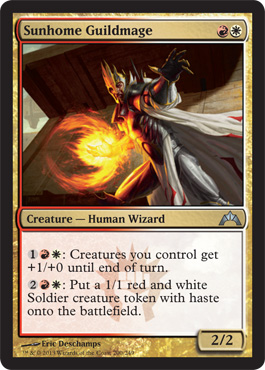 Sunhome Guildmage
Creature — Human Wizard
1: Creatures you control get
+1/+0 until end of turn.
2: Put a 1/1 red and white
Soldier creature token with haste
onto the battlefield.
Eric Deschamps
2/2
™ & © 2013 Wizards of the Coast 200/249